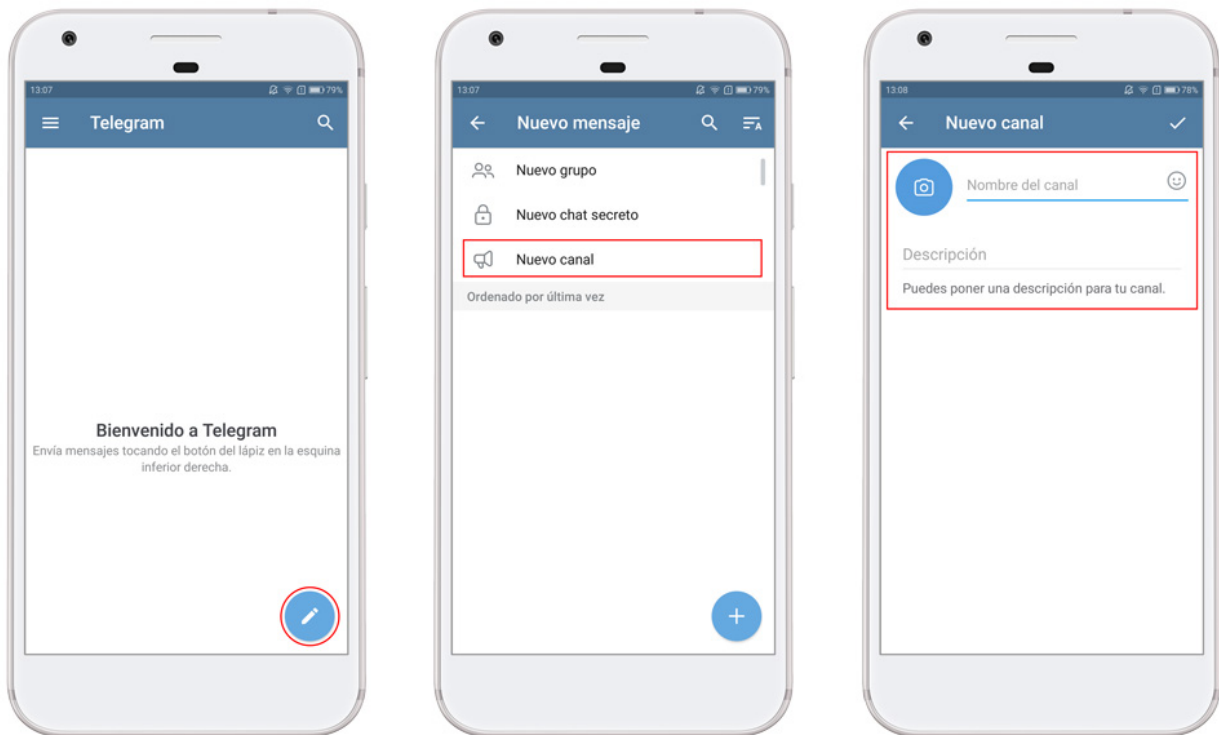 13:07
79%
Telegram
Bienvenido a Telegram
Envía mensajes tocando el botón del lápiz en la esquina
inferior derecha.
13:07
79%
Nuevo mensaje
Nuevo grupo
Nuevo chat secreto
Nuevo canal
Ordenado por última vez
13:08
78%
Nuevo canal
Nombre del canal
Descripción
Puedes poner una descripción para tu canal.